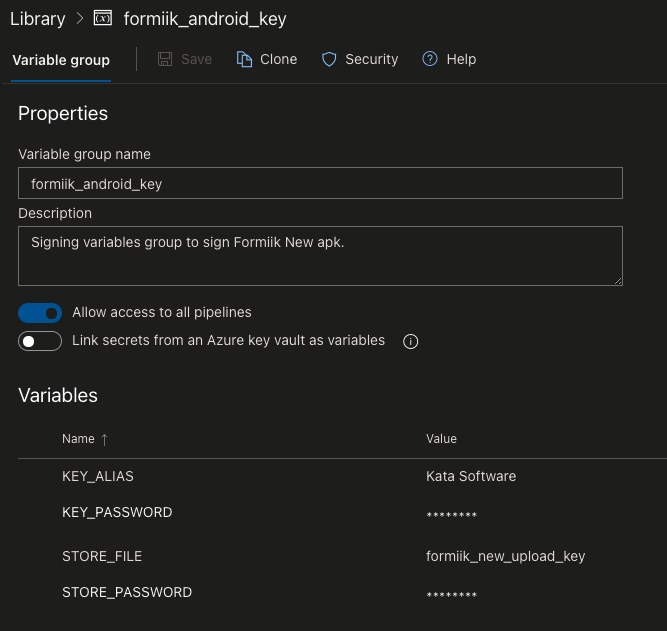 Library > formiik_android_key
Variable group Save Clone Security Help
Properties
Variable group name
formiik_android_key
Description
Signing variables group to sign Formiik New apk.
Allow access to all pipelines
Link secrets from an Azure key vault as variables
Variables
Name ↑ Value
KEY_ALIAS Kata Software
KEY_PASSWORD ********
STORE_FILE formiik_new_upload_key
STORE_PASSWORD ********